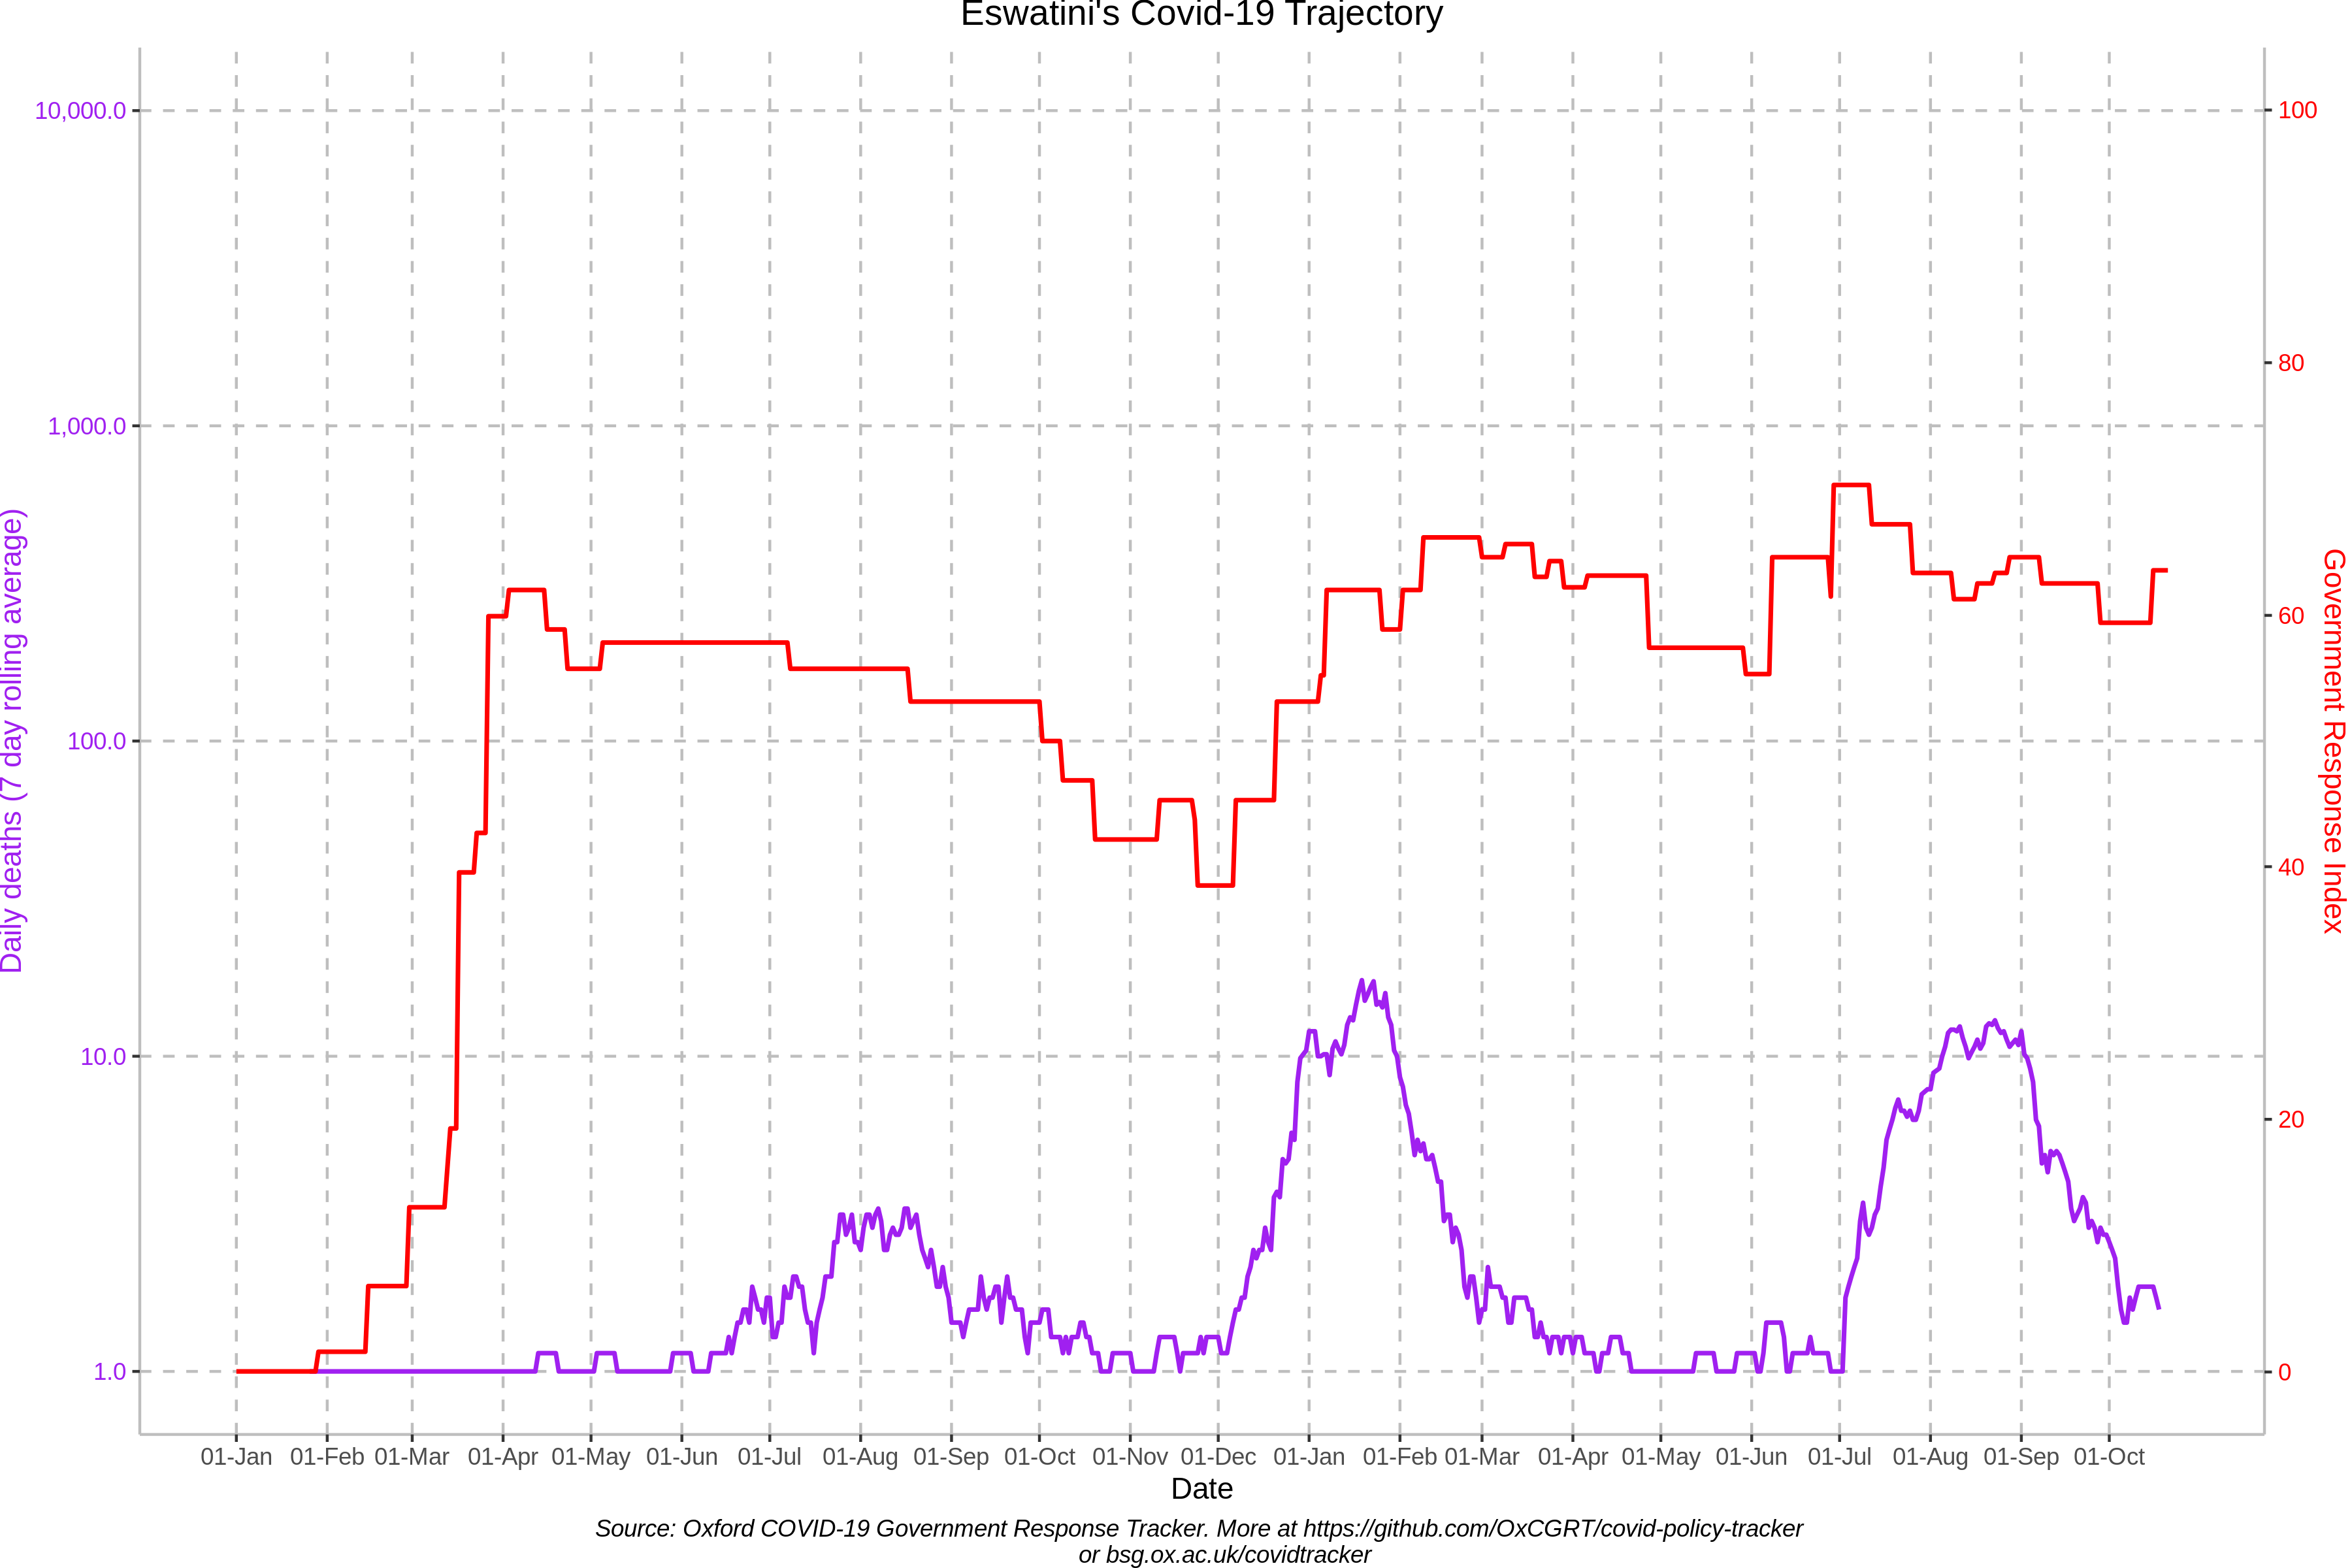 Eswatini's Covid-19 Trajectory
Daily deaths (7 day rolling average)
10,000.0
1,000.0
100.0
10.0
1.0
100
80
60
40
20
0
Government Response Index
01-Jan 01-Feb 01-Mar 01-Apr 01-May 01-Jun 01-Jul 01-Aug 01-Sep 01-Oct 01-Nov 01-Dec 01-Jan 01-Feb 01-Mar 01-Apr 01-May 01-Jun 01-Jul 01-Aug 01-Sep 01-Oct
Date
Source: Oxford COVID-19 Government Response Tracker. More at https://github.com/OxCGRT/covid-policy-tracker
or bsg.ox.ac.uk/covidtracker